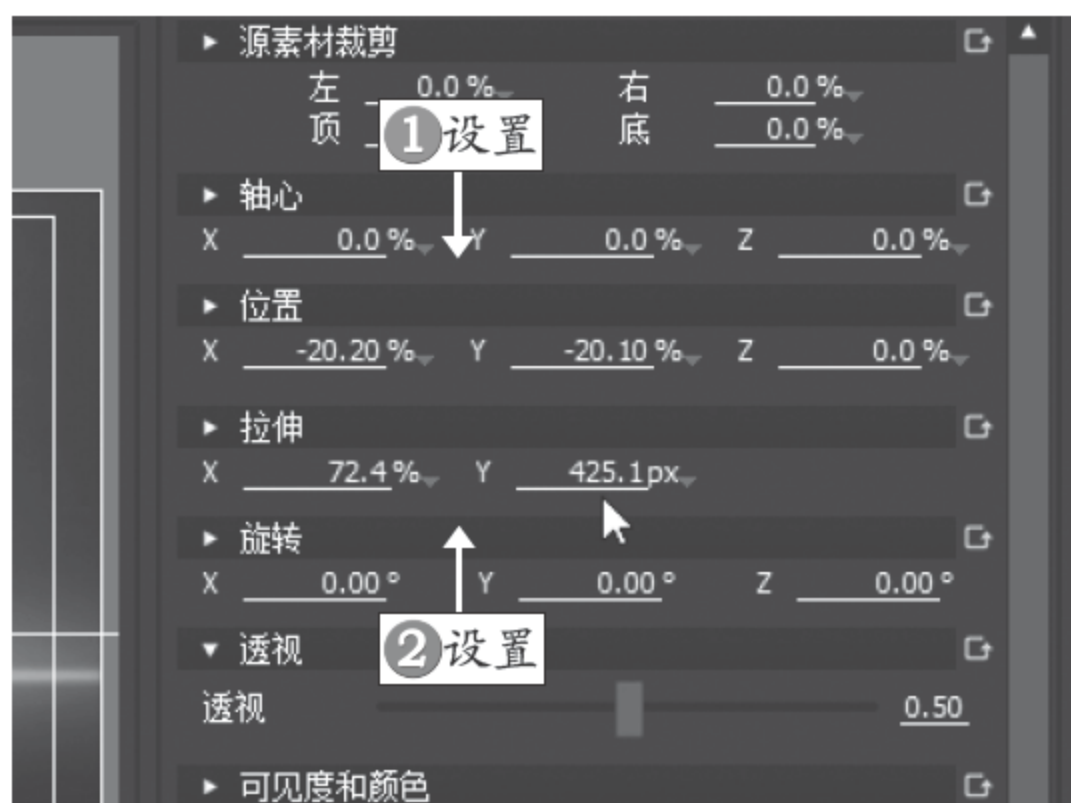 源素材裁剪
左 0.0 % 右 0.0 %
顶 底 0.0 %
1 设置
轴心
X 0.0 % Y 0.0 % Z 0.0 %
位置
X -20.20 % Y -20.10 % Z 0.0 %
拉伸
X 72.4 % Y 425.1px
旋转
X 0.00 ° Y 0.00 ° Z 0.00 °
2 设置
透视
透视 0.50
可见度和颜色